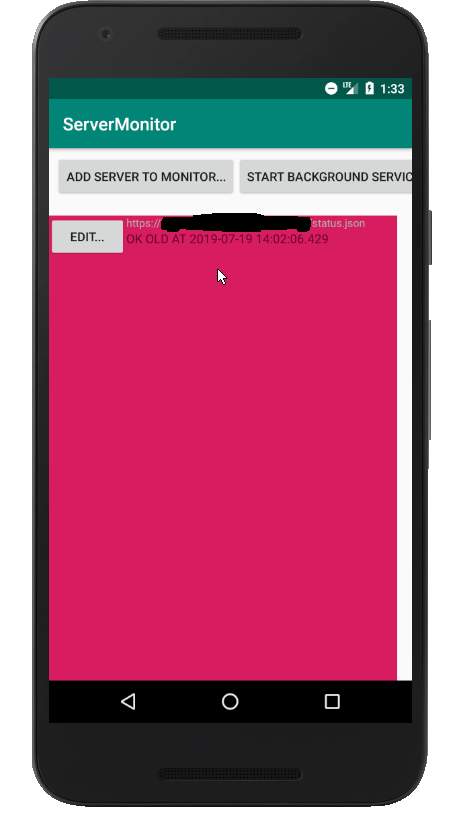 LTE 1:33
ServerMonitor
ADD SERVER TO MONITOR... START BACKGROUND SERVIC
https:// status.json
EDIT... OK OLD AT 2019-07-19 14:02:06.429